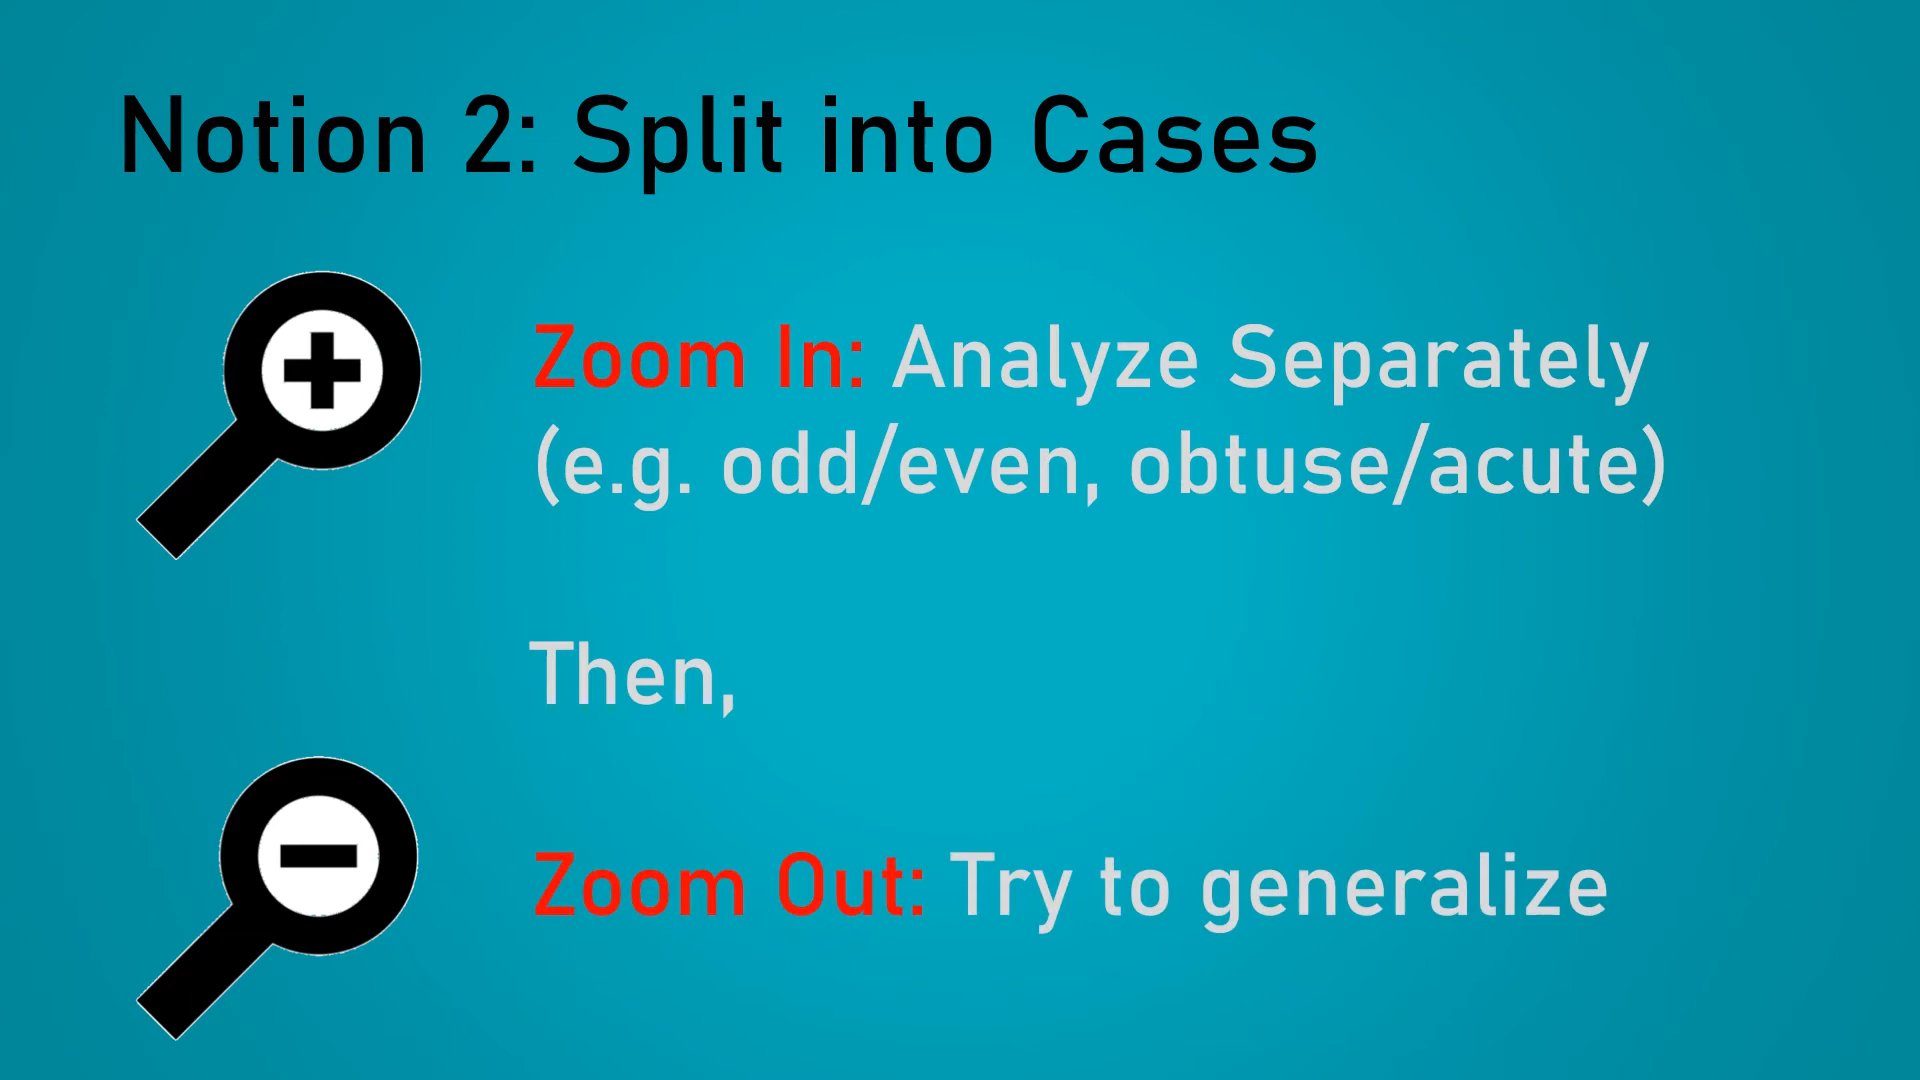 Notion 2: Split into Cases
Zoom In: Analyze Separately
(e.g. odd/even, obtuse/acute)
Then,
Zoom Out: Try to generalize